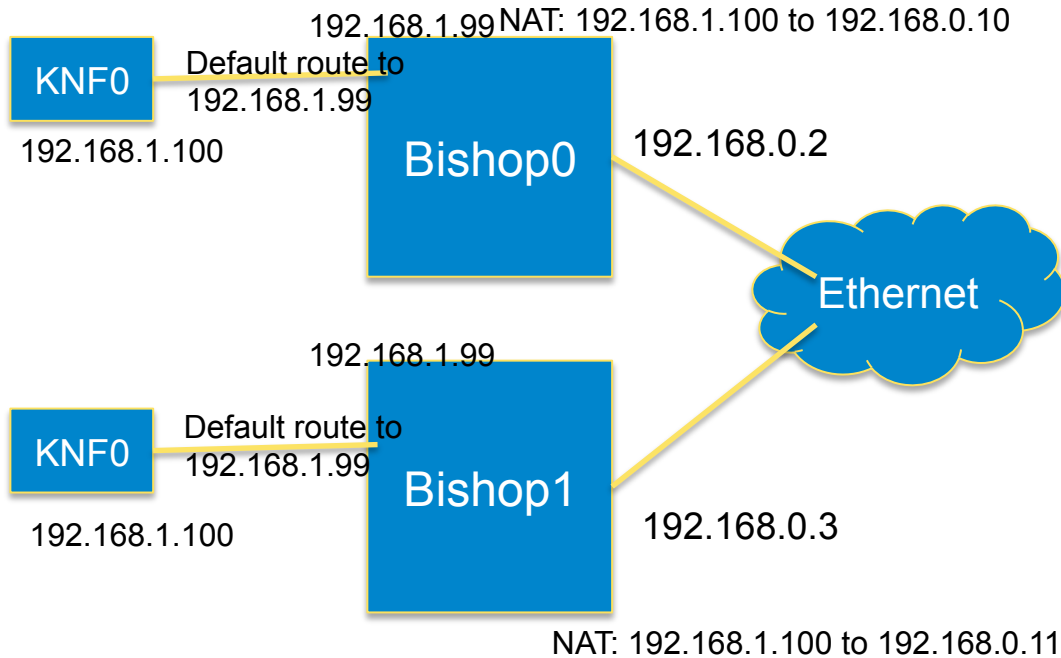 192.168.1.99
NAT: 192.168.1.100 to 192.168.0.10
KNF0
Default route to
192.168.1.99
192.168.1.100
Bishop0
192.168.0.2
Ethernet
192.168.1.99
KNF0
Default route to
192.168.1.99
192.168.1.100
Bishop1
192.168.0.3
NAT: 192.168.1.100 to 192.168.0.11